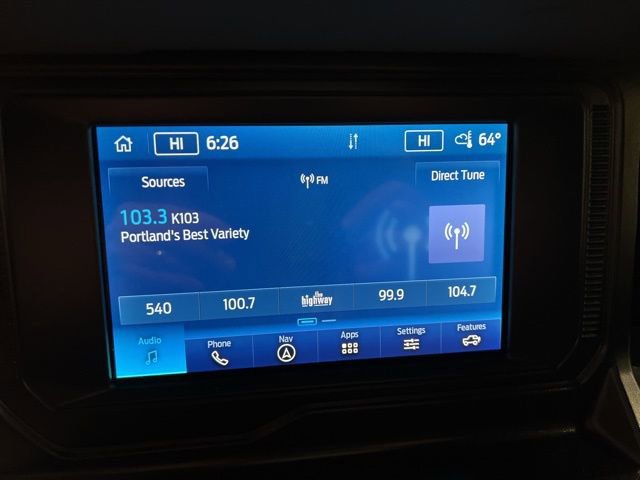 HI 6:26 HI 64°
Sources FM Direct Tune
103.3 K103
Portland's Best Variety
540 100.7 the highway 99.9 104.7
Audio Phone Nav Apps Settings Features